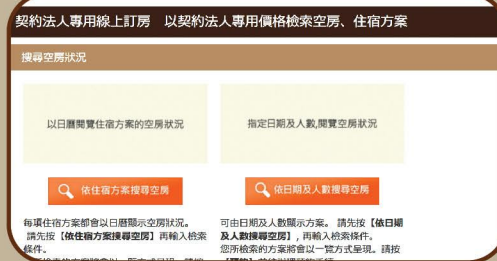 契約法人專用線上訂房　以契約法人專用價格檢索空房、住宿方案
搜尋空房狀況
以日曆閱覽住宿方案的空房狀況
指定日期及人數,閱覽空房狀況
依住宿方案搜尋空房
依日期及人數搜尋空房
每項住宿方案都會以日曆顯示空房狀況。
請先按【依住宿方案搜尋空房】再輸入檢索
條件。
可由日期及人數顯示方案。 請先按【依日期
及人數搜尋空房】, 再輸入檢索條件。
您所檢索的方案將會以一覽方式呈現。請按